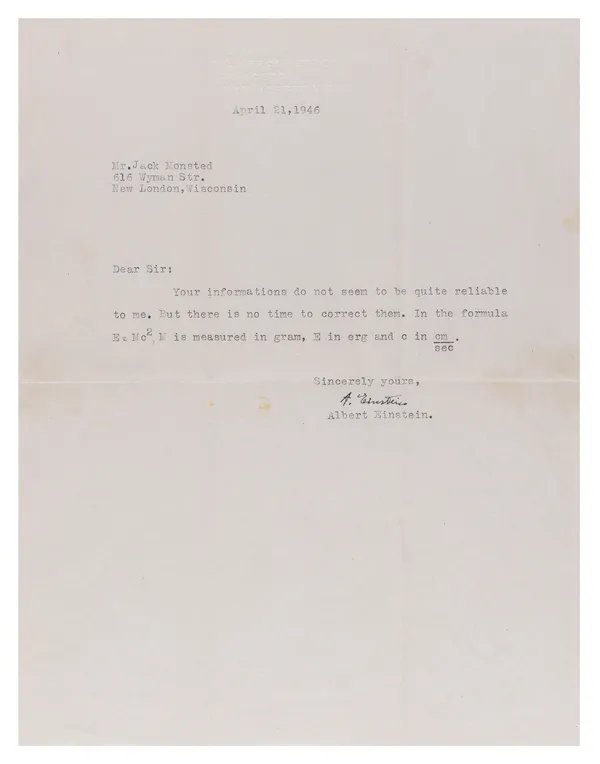 April 21,1946
Mr.Jack Monsted
616 Wyman Str.
New London,Wisconsin
Dear Sir:
Your informations do not seem to be quite reliable
to me. But there is no time to correct them. In the formula
E= Mc², M is measured in gram, E in erg and c in cm/sec.
Sincerely yours,
A. Einstein
Albert Einstein.